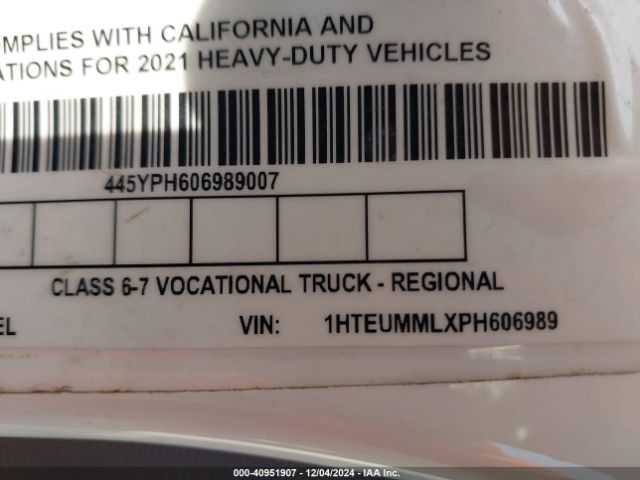 OMPLIES WITH CALIFORNIA AND
ATIONS FOR 2021 HEAVY-DUTY VEHICLES
445YPH606989007
CLASS 6-7 VOCATIONAL TRUCK - REGIONAL
EL VIN: 1HTEUMMLXPH606989
000-40951907 - 12/04/2024 - IAA Inc.